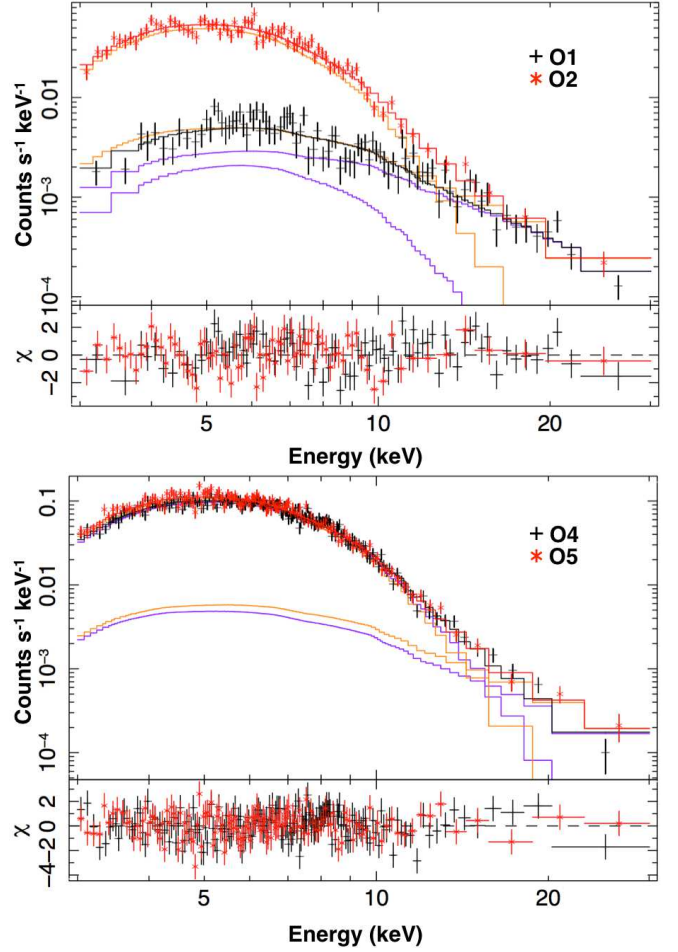 Counts s⁻¹ keV⁻¹
0.01
10⁻³
10⁻⁴
+ O1
* O2
χ
2
0
−2
5
10
20
Energy (keV)
Counts s⁻¹ keV⁻¹
0.1
0.01
10⁻³
10⁻⁴
+ O4
* O5
χ
2
0
−2
−4
5
10
20
Energy (keV)